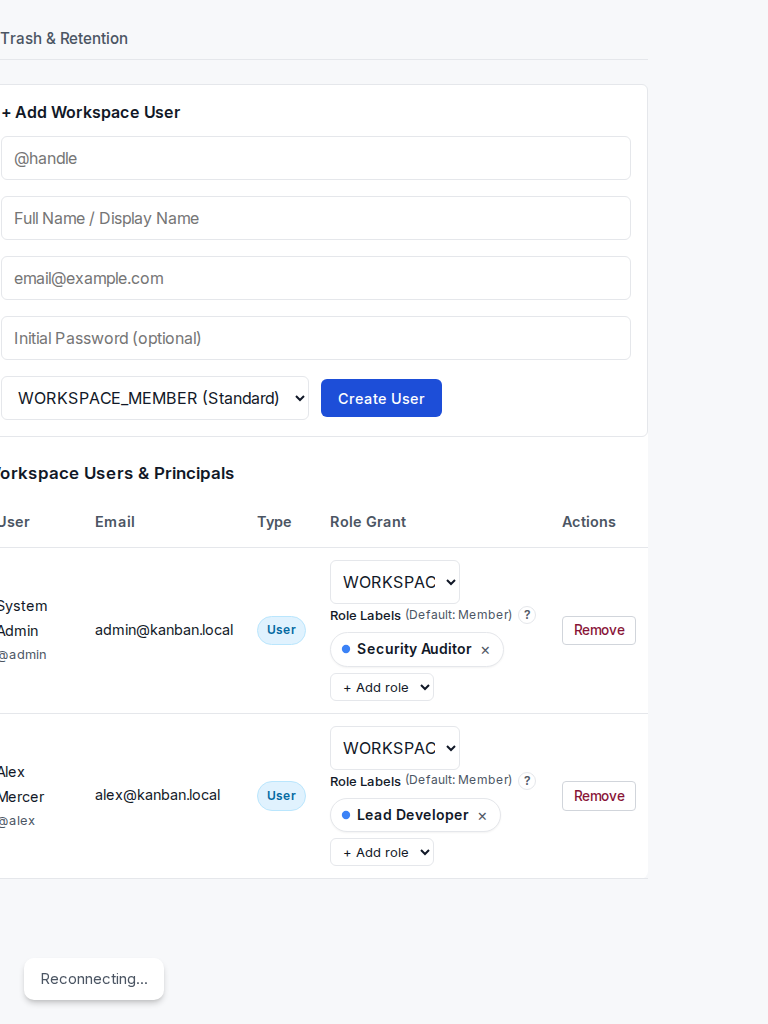 Trash & Retention
+ Add Workspace User
@handle
Full Name / Display Name
email@example.com
Initial Password (optional)
WORKSPACE_MEMBER (Standard)
Create User
orkspace Users & Principals
User Email Type Role Grant Actions
WORKSPAC
Role Labels (Default: Member) ?
System
Admin
@admin
admin@kanban.local
User
Security Auditor ×
+ Add role
Remove
WORKSPAC
Role Labels (Default: Member) ?
Alex
Mercer
@alex
alex@kanban.local
User
Lead Developer ×
+ Add role
Remove
Reconnecting...